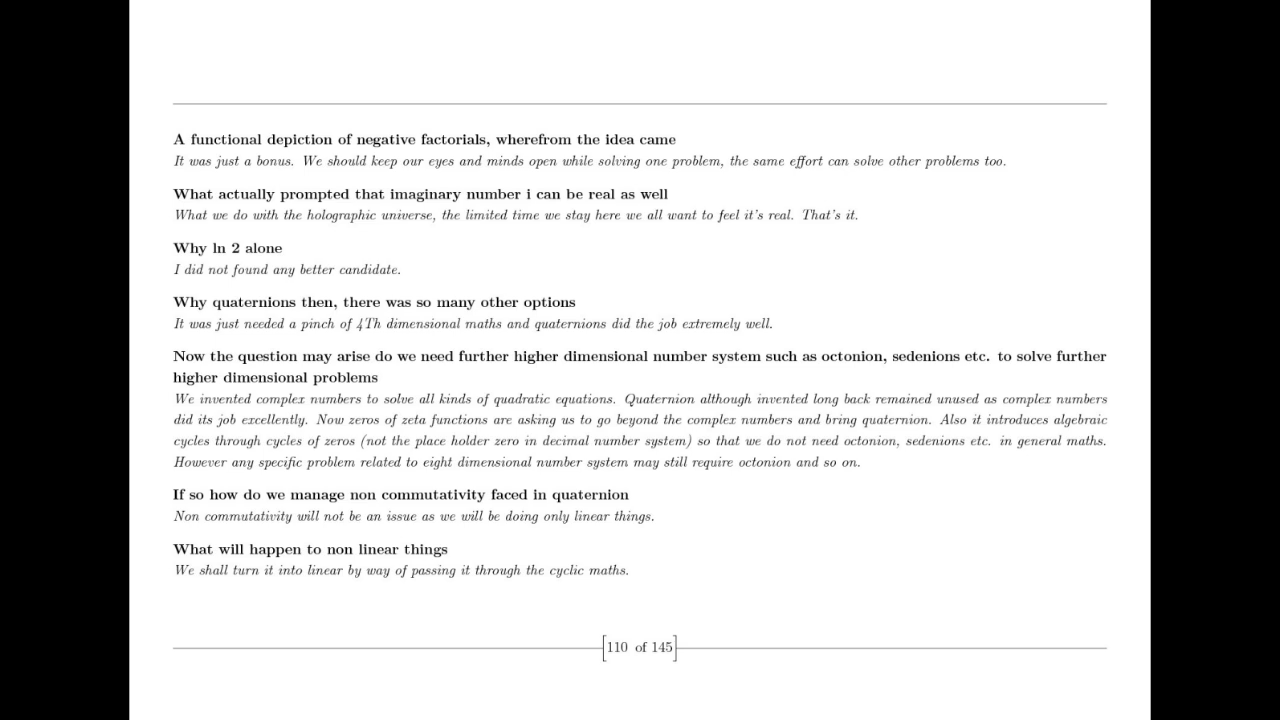 A functional depiction of negative factorials, wherefrom the idea came
It was just a bonus. We should keep our eyes and minds open while solving one problem, the same effort can solve other problems too.
What actually prompted that imaginary number i can be real as well
What we do with the holographic universe, the limited time we stay here we all want to feel it's real. That's it.
Why ln 2 alone
I did not found any better candidate.
Why quaternions then, there was so many other options
It was just needed a pinch of 4Th dimensional maths and quaternions did the job extremely well.
Now the question may arise do we need further higher dimensional number system such as octonion, sedenions etc. to solve further
higher dimensional problems
We invented complex numbers to solve all kinds of quadratic equations. Quaternion although invented long back remained unused as complex numbers
did its job excellently. Now zeros of zeta functions are asking us to go beyond the complex numbers and bring quaternion. Also it introduces algebraic
cycles through cycles of zeros (not the place holder zero in decimal number system) so that we do not need octonion, sedenions etc. in general maths.
However any specific problem related to eight dimensional number system may still require octonion and so on.
If so how do we manage non commutativity faced in quaternion
Non commutativity will not be an issue as we will be doing only linear things.
What will happen to non linear things
We shall turn it into linear by way of passing it through the cyclic maths.
[110 of 145]